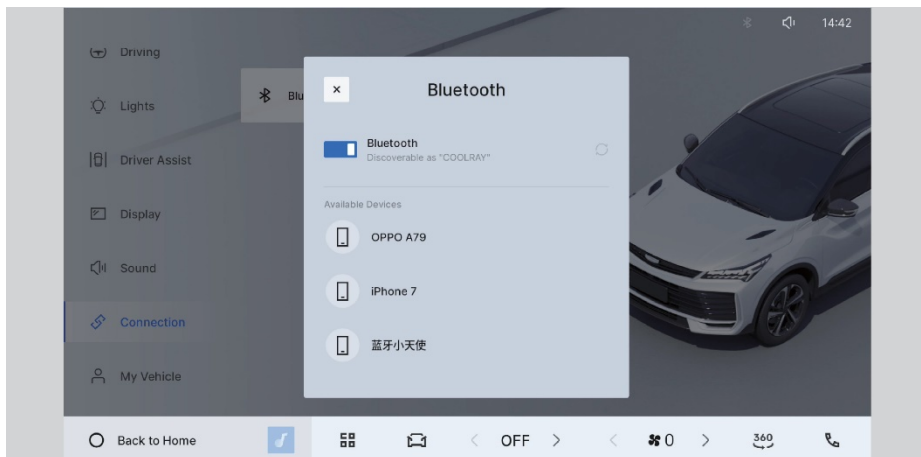 14:42
Driving
Lights
Driver Assist
Display
Sound
Connection
My Vehicle
Blu
Bluetooth
Bluetooth
Discoverable as "COOLRAY"
Available Devices
OPPO A79
iPhone 7
蓝牙小天使
Back to Home
OFF
0
360